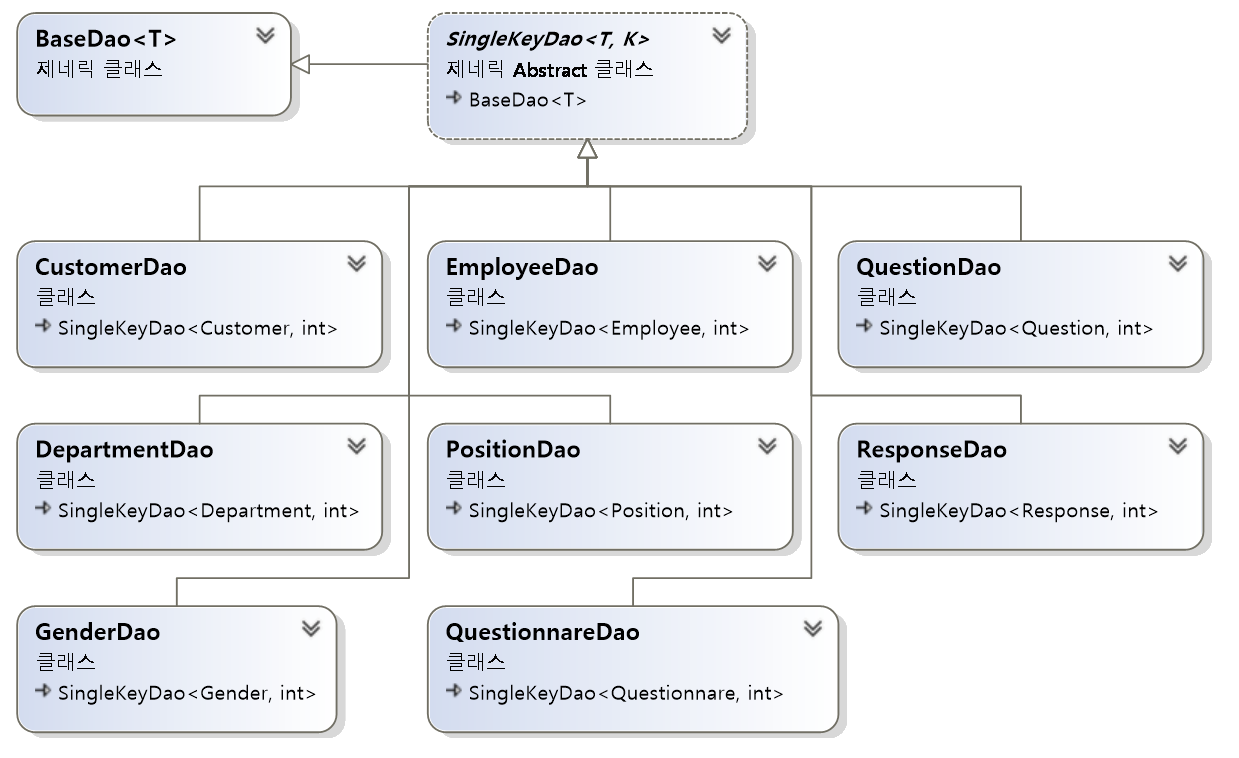 BaseDao<T>
제네릭 클래스
SingleKeyDao<T, K>
제네릭 Abstract 클래스
BaseDao<T>
CustomerDao
클래스
SingleKeyDao<Customer, int>
EmployeeDao
클래스
SingleKeyDao<Employee, int>
QuestionDao
클래스
SingleKeyDao<Question, int>
DepartmentDao
클래스
SingleKeyDao<Department, int>
PositionDao
클래스
SingleKeyDao<Position, int>
ResponseDao
클래스
SingleKeyDao<Response, int>
GenderDao
클래스
SingleKeyDao<Gender, int>
QuestionnareDao
클래스
SingleKeyDao<Questionnare, int>